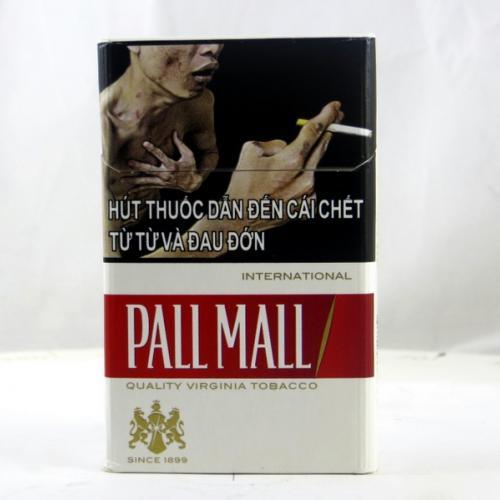 HÚT THUỐC DẪN ĐẾN CÁI CHẾT
TỪ TỪ VÀ ĐAU ĐỚN
INTERNATIONAL
PALL MALL
QUALITY VIRGINIA TOBACCO
SINCE 1899